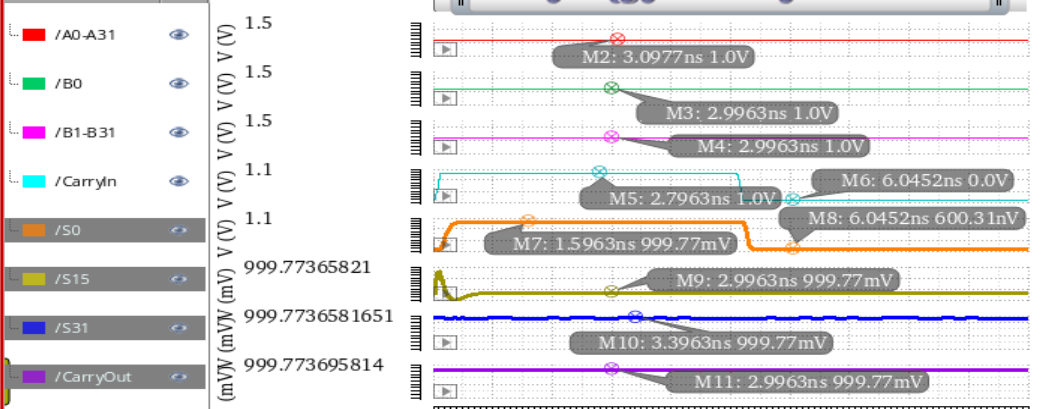 /A0-A31 V (V) 1.5
M2: 3.0977ns 1.0V
/B0 V (V) 1.5
M3: 2.9963ns 1.0V
/B1-B31 V (V) 1.5
M4: 2.9963ns 1.0V
/CarryIn V (V) 1.1
M6: 6.0452ns 0.0V
M5: 2.7963ns 1.0V
/S0 V (V) 1.1
M8: 6.0452ns 600.31nV
M7: 1.5963ns 999.77mV
/S15 (mV) 999.77365821
M9: 2.9963ns 999.77mV
/S31 V (mV) 999.7736581651
M10: 3.3963ns 999.77mV
/CarryOut V (mV) 999.773695814
M11: 2.9963ns 999.77mV